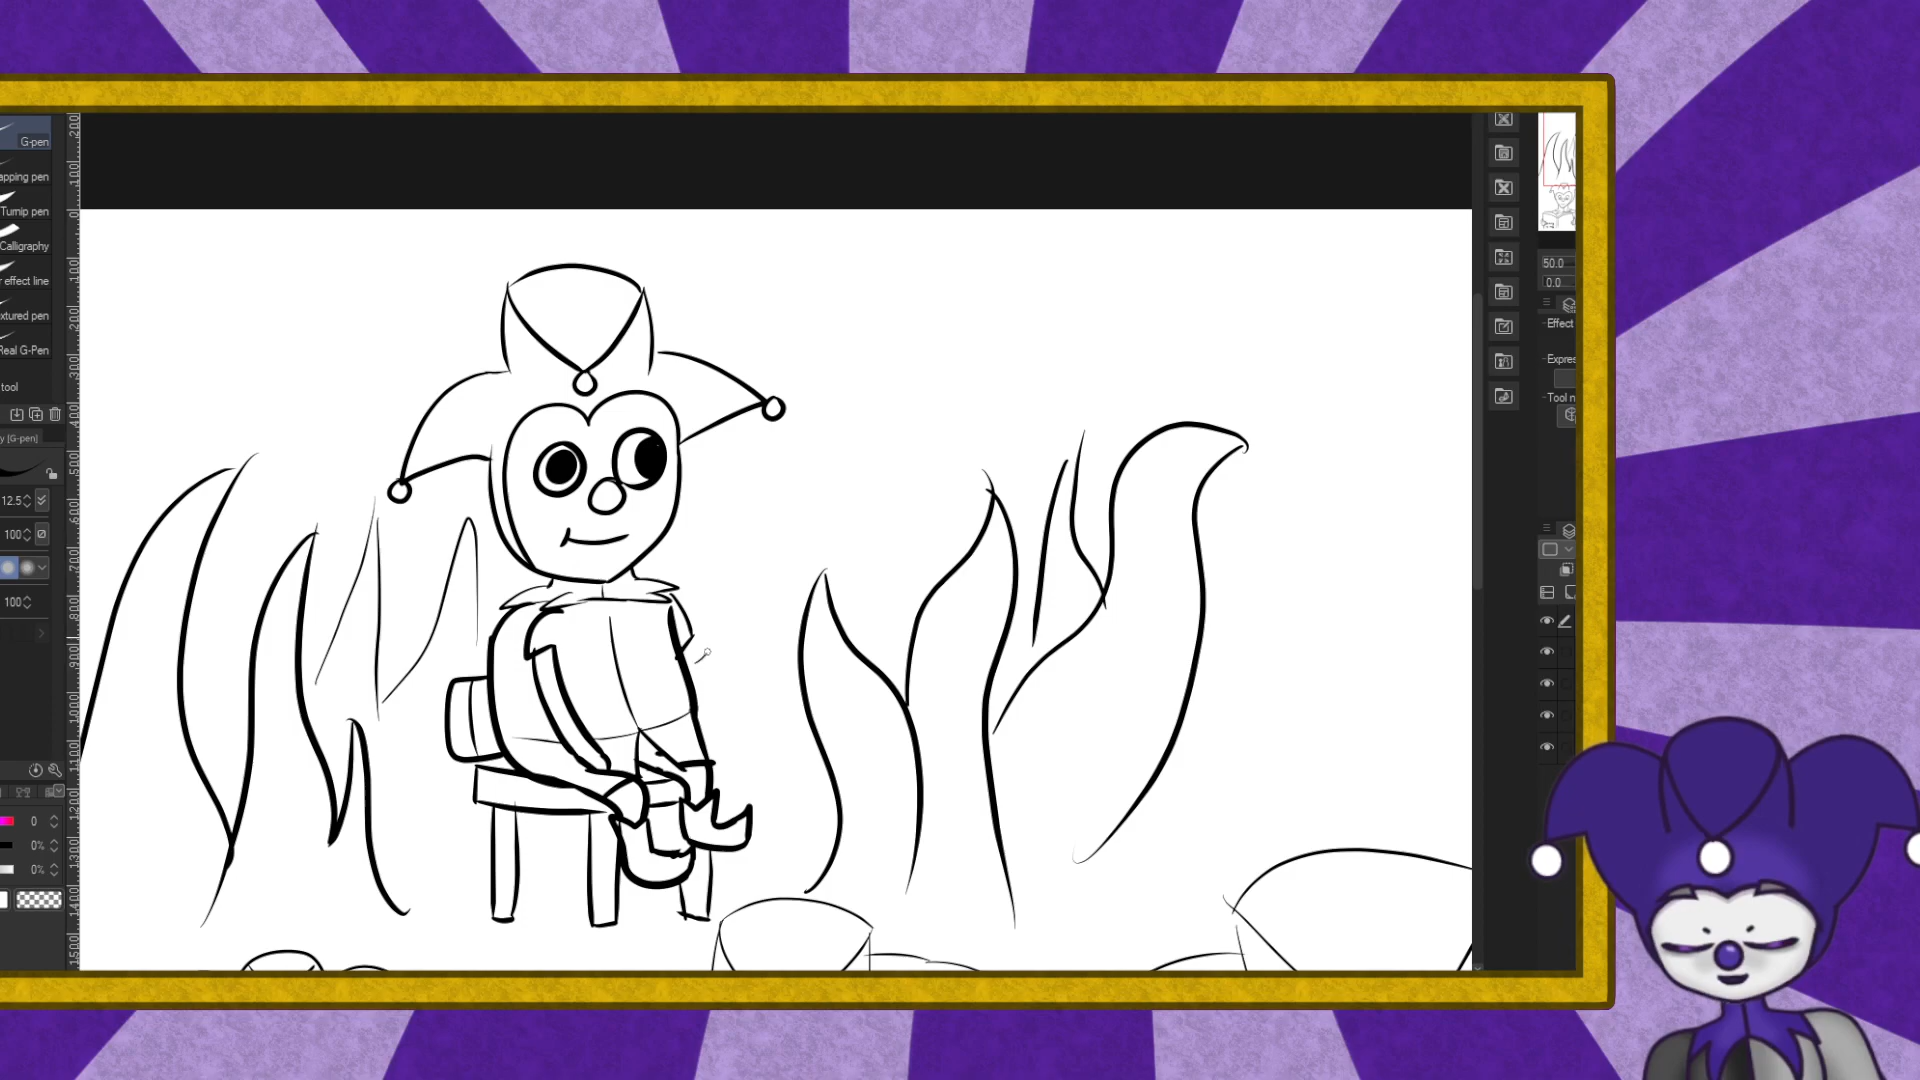 G-pen
apping pen
Turnip pen
Calligraphy
r effect line
xtured pen
Real G-Pen
tool
y [G-pen]
12.5
100
100
0
0%
0%
50.0
0.0
Effect
Expres
Tool n